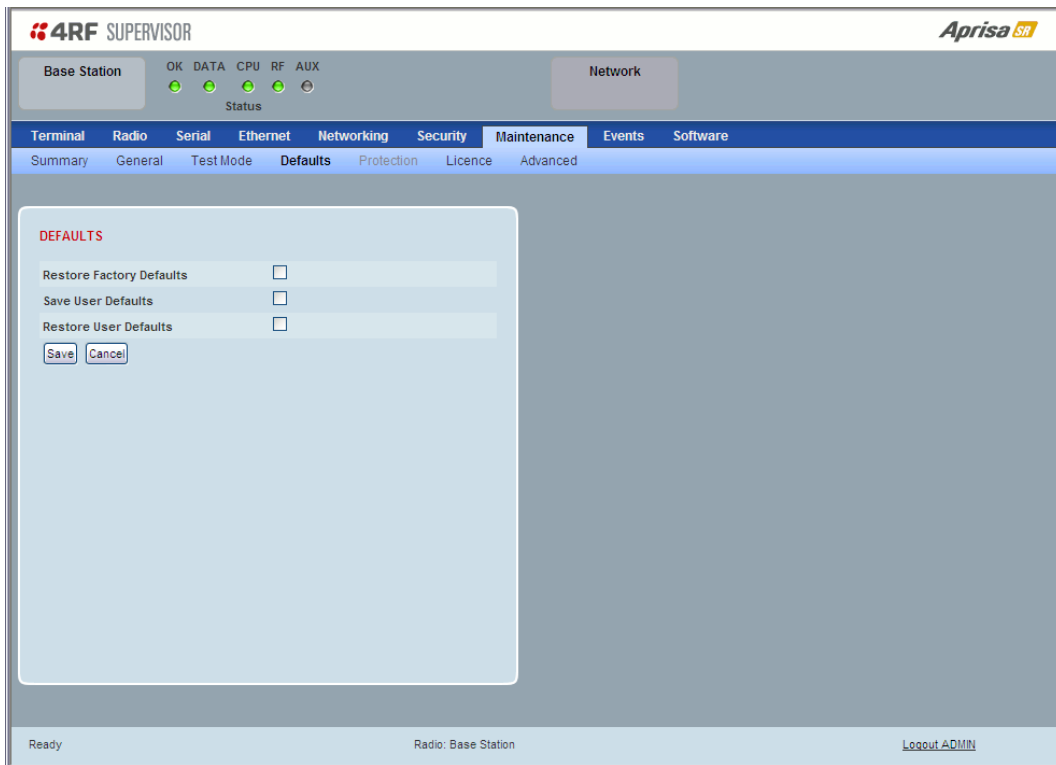 4RF SUPERVISOR
Aprisa SR
Base Station
OK DATA CPU RF AUX
Status
Network
Terminal Radio Serial Ethernet Networking Security Maintenance Events Software
Summary General Test Mode Defaults Protection Licence Advanced
DEFAULTS
Restore Factory Defaults
Save User Defaults
Restore User Defaults
Save Cancel
Ready Radio: Base Station Logout ADMIN